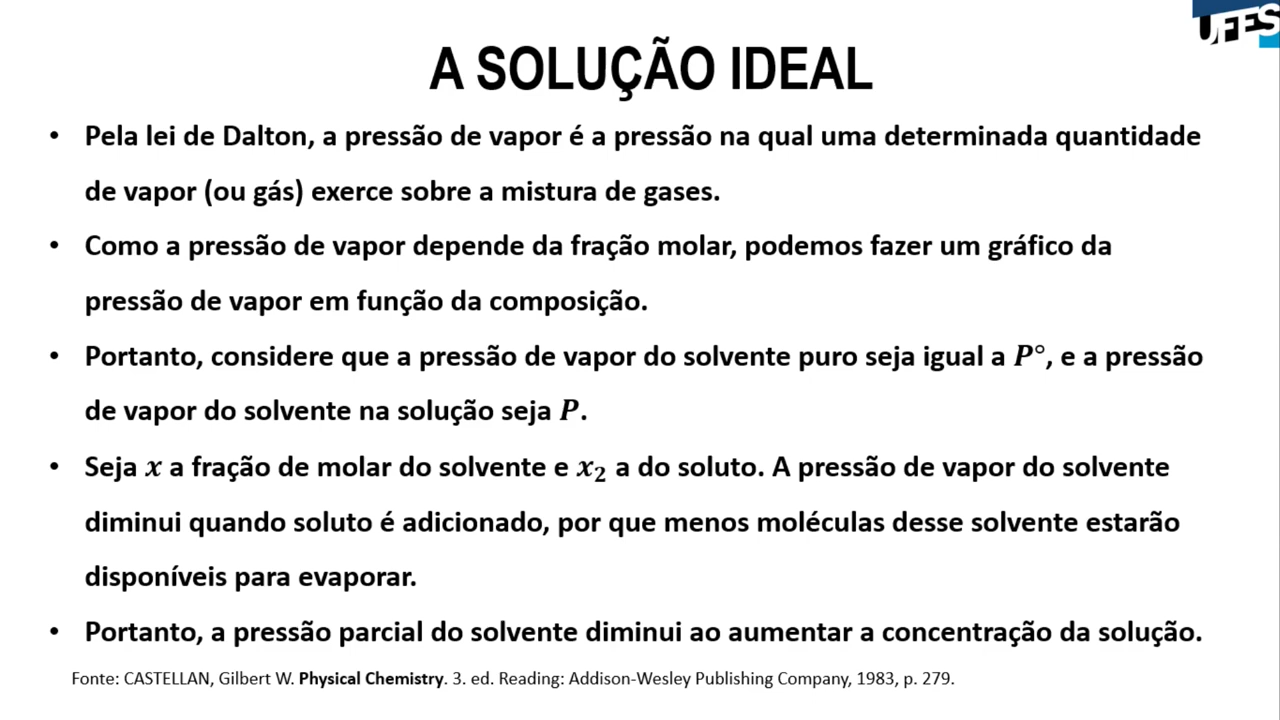 UFES
A SOLUÇÃO IDEAL
• Pela lei de Dalton, a pressão de vapor é a pressão na qual uma determinada quantidade
de vapor (ou gás) exerce sobre a mistura de gases.
• Como a pressão de vapor depende da fração molar, podemos fazer um gráfico da
pressão de vapor em função da composição.
• Portanto, considere que a pressão de vapor do solvente puro seja igual a P°, e a pressão
de vapor do solvente na solução seja P.
• Seja x a fração de molar do solvente e x₂ a do soluto. A pressão de vapor do solvente
diminui quando soluto é adicionado, por que menos moléculas desse solvente estarão
disponíveis para evaporar.
• Portanto, a pressão parcial do solvente diminui ao aumentar a concentração da solução.
Fonte: CASTELLAN, Gilbert W. Physical Chemistry. 3. ed. Reading: Addison-Wesley Publishing Company, 1983, p. 279.